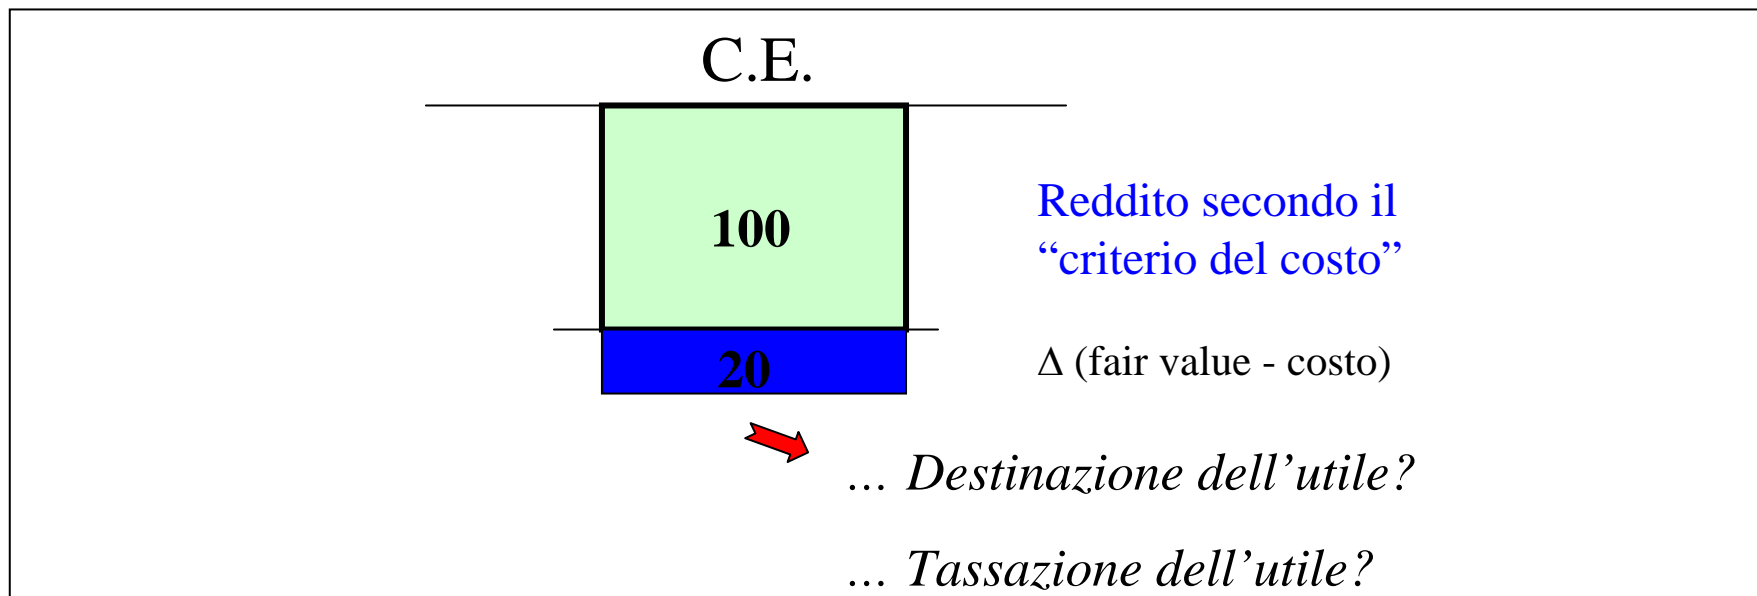 C.E.
100
Reddito secondo il
“criterio del costo”
20
Δ (fair value - costo)
... Destinazione dell’utile?
... Tassazione dell’utile?